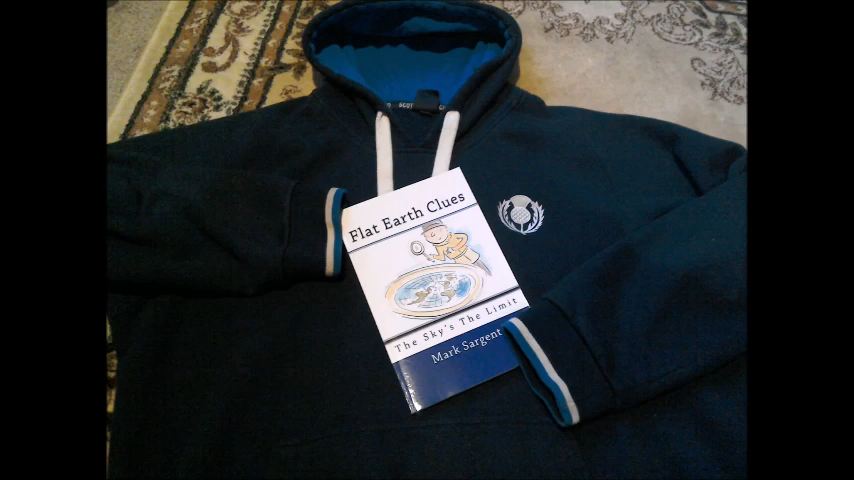 Flat Earth Clues
The Sky's The Limit
Mark Sargent